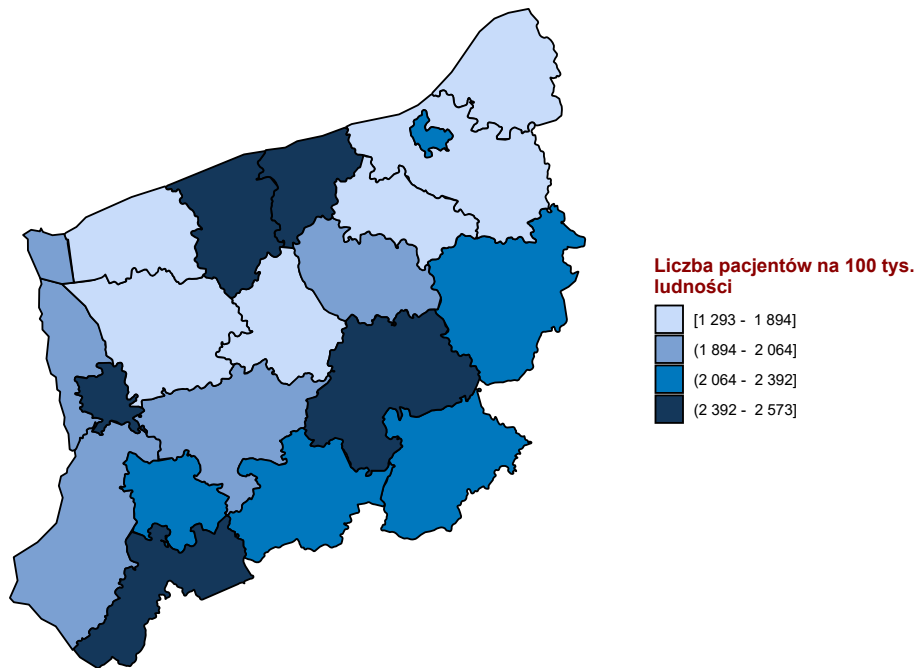 Liczba pacjentów na 100 tys.
ludności
[1 293 - 1 894]
(1 894 - 2 064]
(2 064 - 2 392]
(2 392 - 2 573]